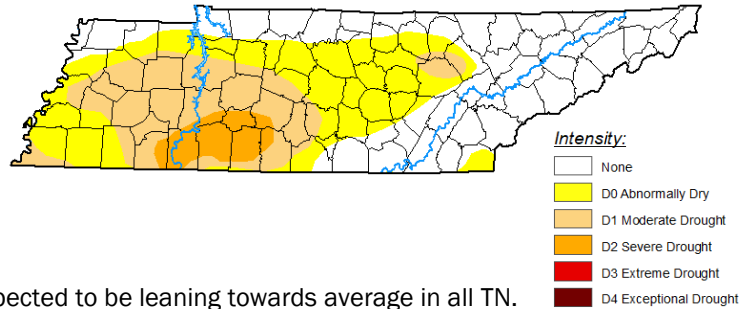 Intensity:
None
D0 Abnormally Dry
D1 Moderate Drought
D2 Severe Drought
D3 Extreme Drought
D4 Exceptional Drought
to be leaning towards average in all TN.